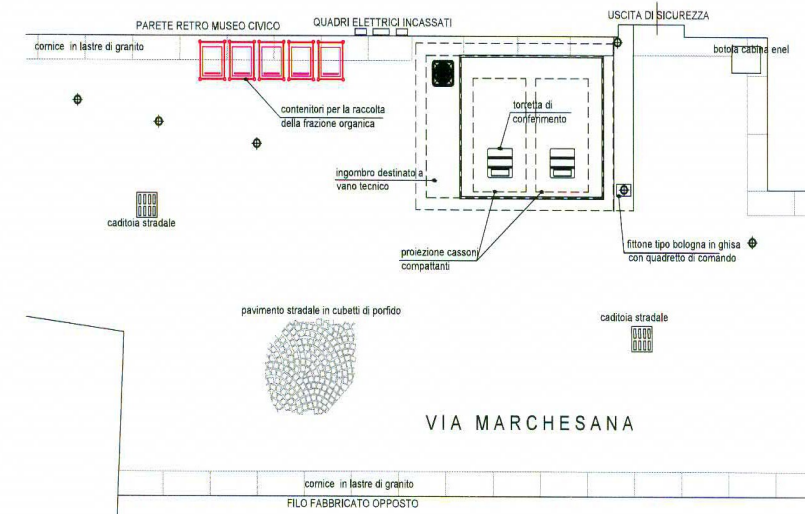 PARETE RETRO MUSEO CIVICO
QUADRI ELETTRICI INCASSATI
USCITA DI SICUREZZA
cornice in lastre di granito
botola cabina enel
contenitori per la raccolta
della frazione organica
torretta di
conferimento
ingombro destinato a
vano tecnico
caditoia stradale
proiezione cassoni
compattanti
fittone tipo bologna in ghisa
con quadretto di comando
pavimento stradale in cubetti di porfido
caditoia stradale
VIA MARCHESANA
cornice in lastre di granito
FILO FABBRICATO OPPOSTO